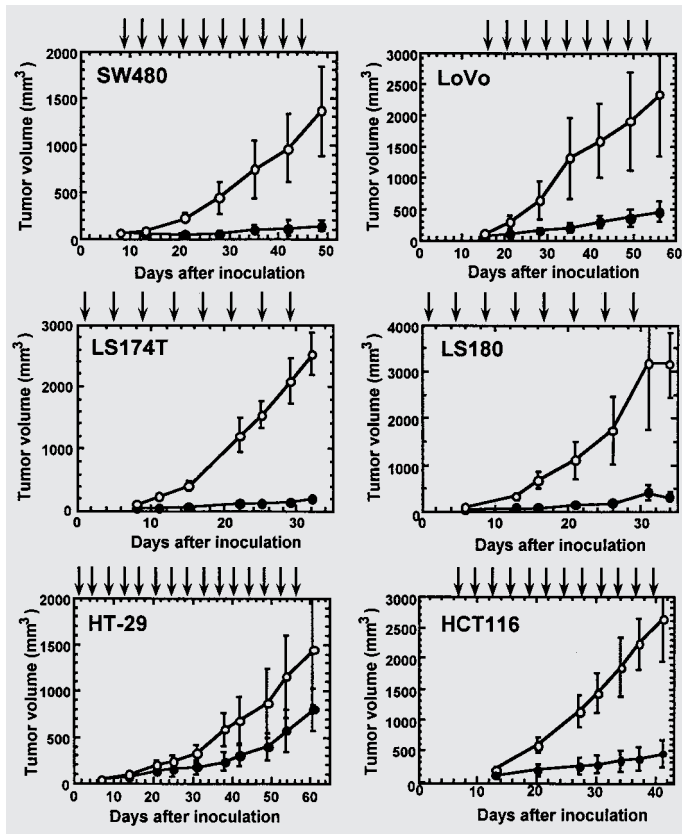 SW480
Tumor volume (mm3)
2000
1500
1000
500
0
0 10 20 30 40 50
Days after inoculation
LoVo
Tumor volume (mm3)
3000
2500
2000
1500
1000
500
0
0 10 20 30 40 50 60
Days after inoculation
LS174T
Tumor volume (mm3)
3000
2000
1000
0
0 10 20 30
Days after inoculation
LS180
Tumor volume (mm3)
4000
3000
2000
1000
0
0 10 20 30
Days after inoculation
HT-29
Tumor volume (mm3)
2000
1500
1000
500
0
0 10 20 30 40 50 60
Days after inoculation
HCT116
Tumor volume (mm3)
3000
2500
2000
1500
1000
500
0
0 10 20 30 40
Days after inoculation